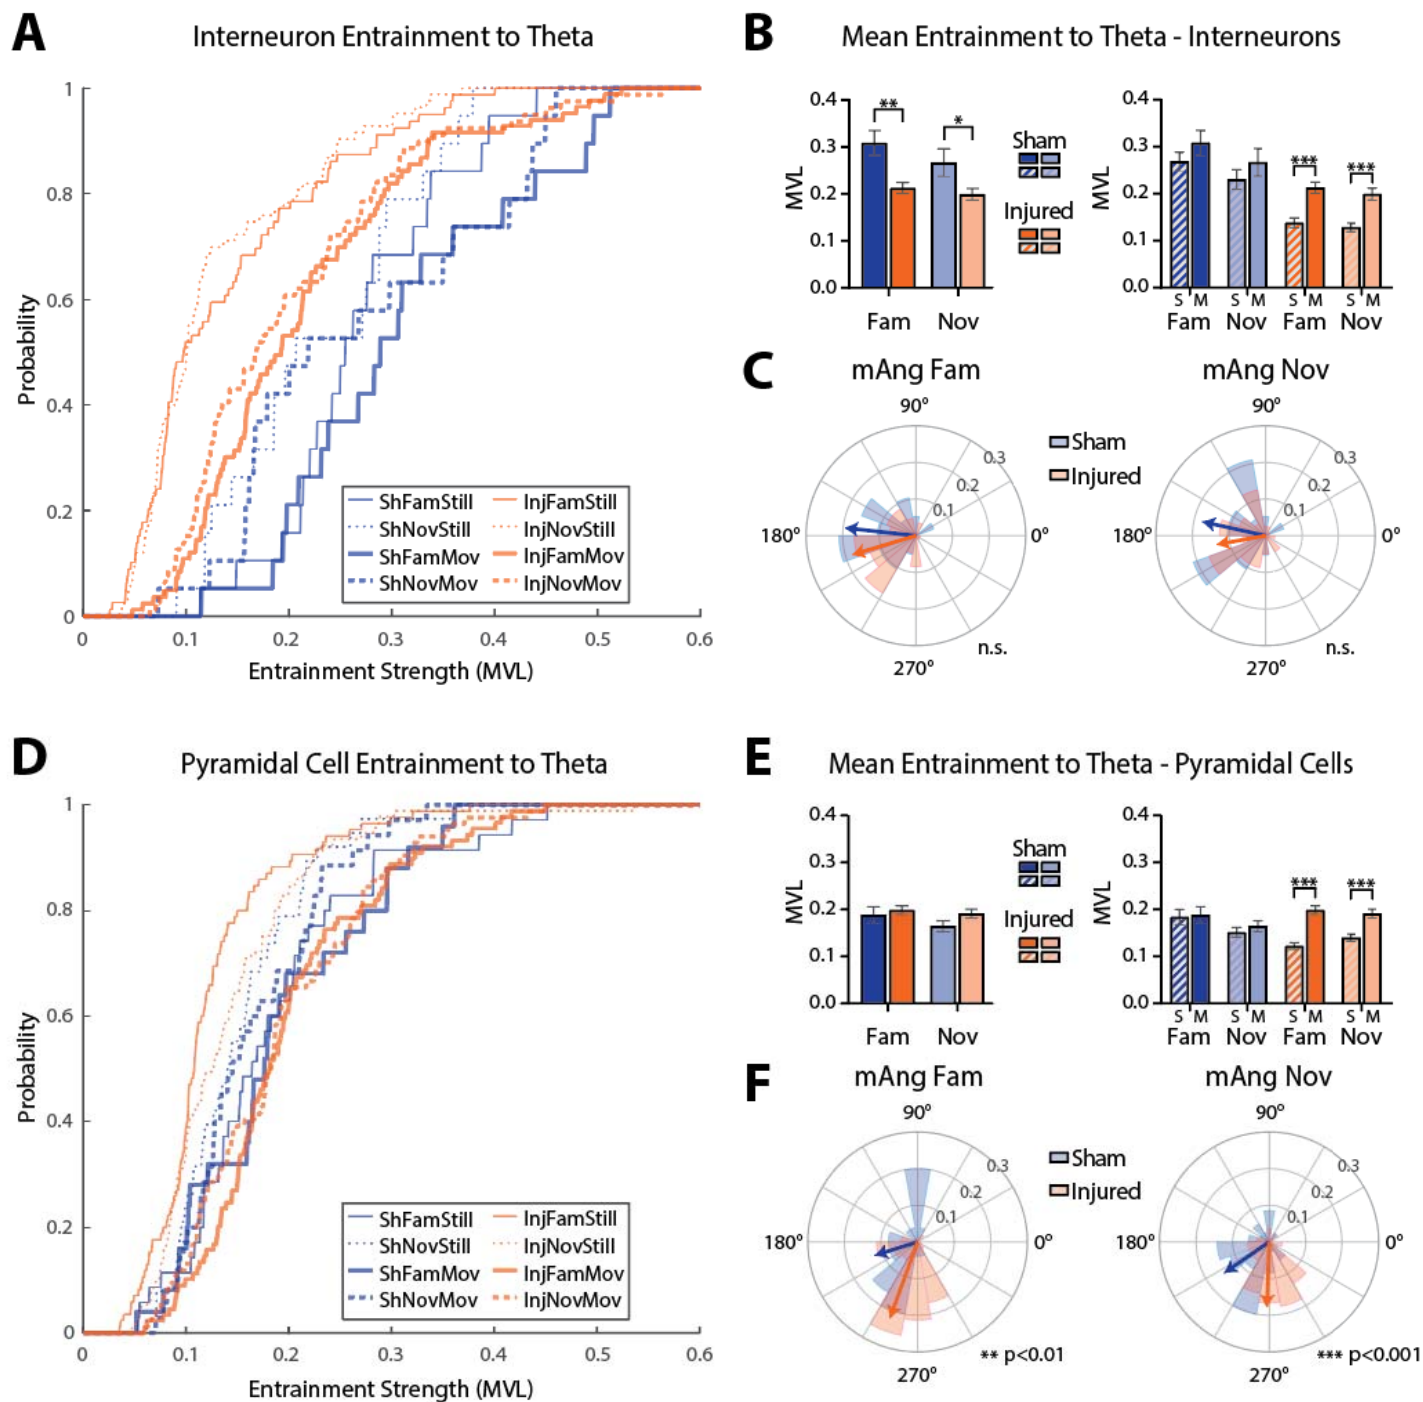 A
Interneuron Entrainment to Theta
1
0.8
0.6
0.4
0.2
0
Probability
0 0.1 0.2 0.3 0.4 0.5 0.6
Entrainment Strength (MVL)
ShFamStill InjFamStill
ShNovStill InjNovStill
ShFamMov InjFamMov
ShNovMov InjNovMov
B
Mean Entrainment to Theta - Interneurons
0.4
0.3
0.2
0.1
0.0
MVL
** *
Fam Nov
Sham
Injured
0.4
0.3
0.2
0.1
0.0
MVL
*** ***
S M S M S M S M
Fam Nov Fam Nov
C
mAng Fam
90°
180° 0°
270°
0.3
0.2
0.1
n.s.
Sham
Injured
mAng Nov
90°
180° 0°
270°
0.3
0.2
0.1
n.s.
D
Pyramidal Cell Entrainment to Theta
1
0.8
0.6
0.4
0.2
0
Probability
0 0.1 0.2 0.3 0.4 0.5 0.6
Entrainment Strength (MVL)
ShFamStill InjFamStill
ShNovStill InjNovStill
ShFamMov InjFamMov
ShNovMov InjNovMov
E
Mean Entrainment to Theta - Pyramidal Cells
0.4
0.3
0.2
0.1
0.0
MVL
Fam Nov
Sham
Injured
0.4
0.3
0.2
0.1
0.0
MVL
*** ***
S M S M S M S M
Fam Nov Fam Nov
F
mAng Fam
90°
180° 0°
270°
0.3
0.2
0.1
** p<0.01
Sham
Injured
mAng Nov
90°
180° 0°
270°
0.3
0.2
0.1
*** p<0.001